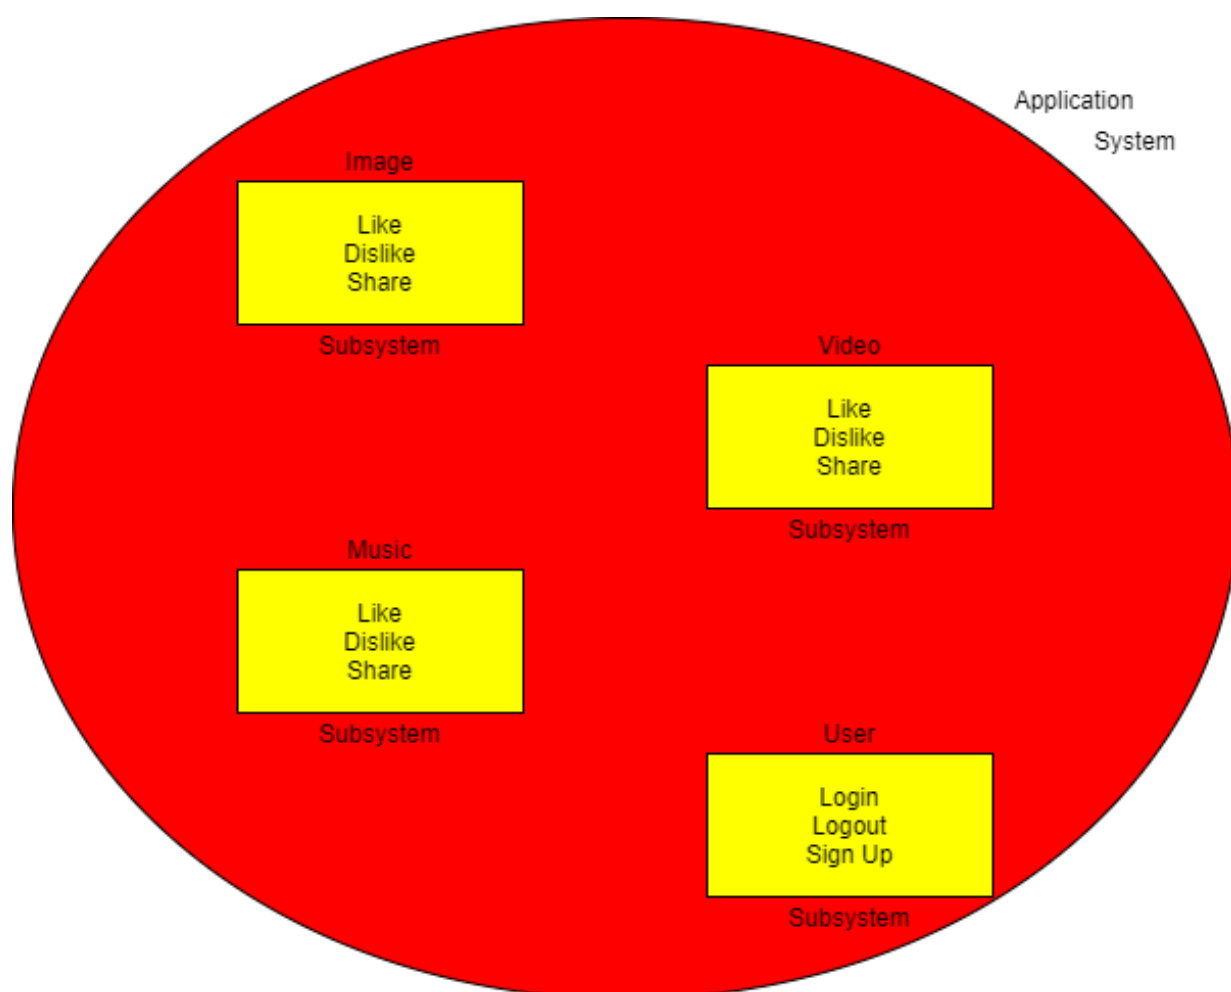 Application
System
Image
Like
Dislike
Share
Subsystem
Video
Like
Dislike
Share
Subsystem
Music
Like
Dislike
Share
Subsystem
User
Login
Logout
Sign Up
Subsystem